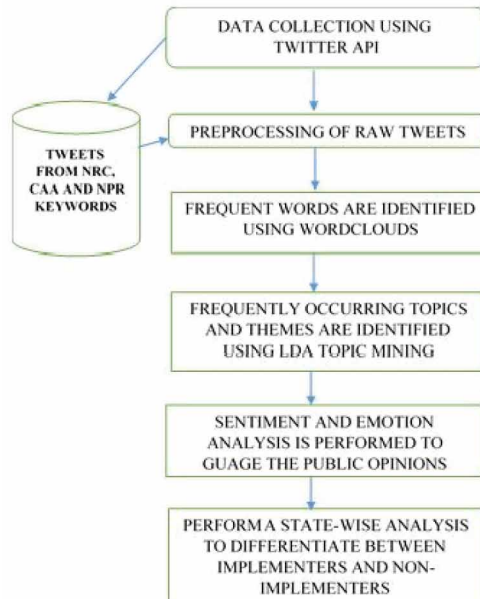 DATA COLLECTION USING
TWITTER API
TWEETS
FROM NRC,
CAA AND NPR
KEYWORDS
PREPROCESSING OF RAW TWEETS
FREQUENT WORDS ARE IDENTIFIED
USING WORDCLOUDS
FREQUENTLY OCCURRING TOPICS
AND THEMES ARE IDENTIFIED
USING LDA TOPIC MINING
SENTIMENT AND EMOTION
ANALYSIS IS PERFORMED TO
GUAGE THE PUBLIC OPINIONS
PERFORM A STATE-WISE ANALYSIS
TO DIFFERENTIATE BETWEEN
IMPLEMENTERS AND NON-
IMPLEMENTERS